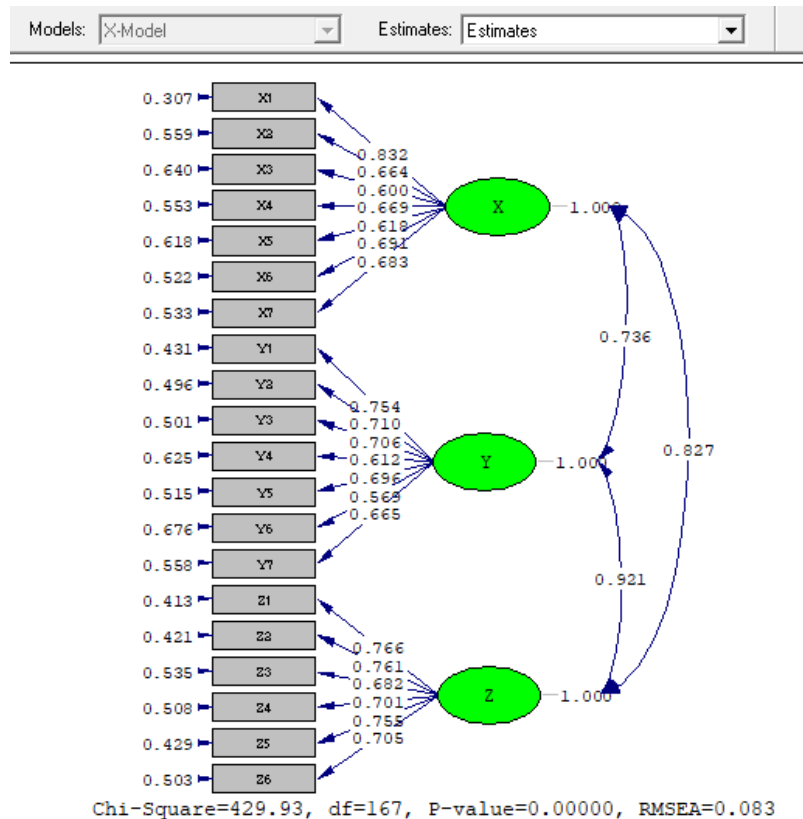 Models: X-Model Estimates: Estimates
0.307 X1
0.559 X2
0.640 X3
0.553 X4
0.618 X5
0.522 X6
0.533 X7
0.832
0.664
0.600
0.669
0.618
0.691
0.683
X 1.000
0.431 Y1
0.496 Y2
0.501 Y3
0.625 Y4
0.515 Y5
0.676 Y6
0.558 Y7
0.754
0.710
0.706
0.612
0.696
0.569
0.665
Y 1.000
0.413 Z1
0.421 Z2
0.535 Z3
0.508 Z4
0.429 Z5
0.503 Z6
0.766
0.761
0.682
0.701
0.755
0.705
Z 1.000
0.736
0.827
0.921
Chi-Square=429.93, df=167, P-value=0.00000, RMSEA=0.083